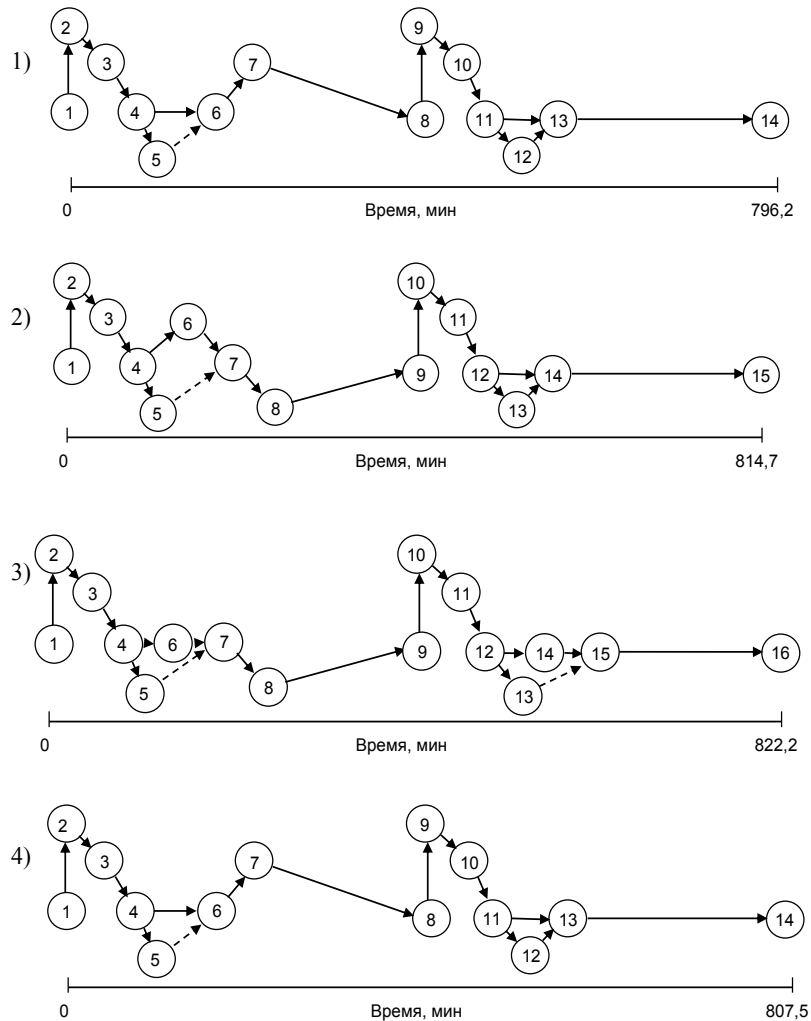 1)
1 2 3 4 5 6 7 8 9 10 11 12 13 14
0 Время, мин 796,2
2)
1 2 3 4 5 6 7 8 9 10 11 12 13 14 15
0 Время, мин 814,7
3)
1 2 3 4 5 6 7 8 9 10 11 12 13 14 15 16
0 Время, мин 822,2
4)
1 2 3 4 5 6 7 8 9 10 11 12 13 14
0 Время, мин 807,5